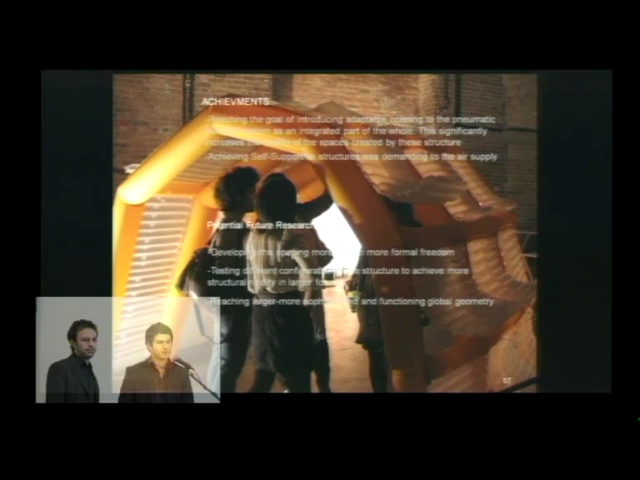 ACHIEVMENTS
-Reaching the goal of introducing adaptable opening to the pneumatic
as an integrated part of the whole. This significantly
increases the of the spaces created by these structure
-Achieving Self-Supporting structures less demanding to the air supply
Potential Future Research
-Developing the opening more more formal freedom
-Testing different configurations structure to achieve more
structural rigidity in larger
-Reaching larger-more and functioning global geometry
57